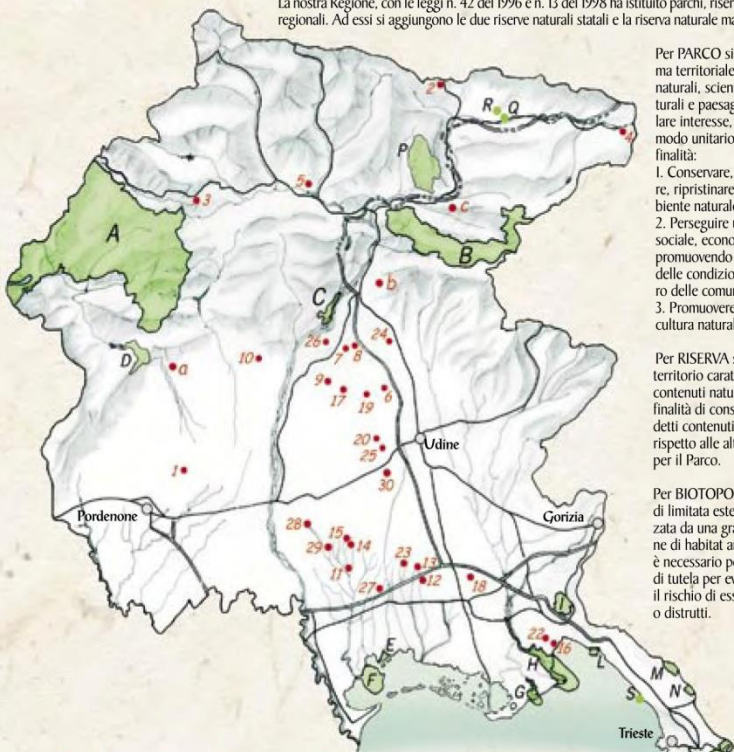 La nostra Regione, con le leggi n. 42 del 1996 e n. 13 del 1998 ha istituito parchi, riser
regionali. Ad essi si aggiungono le due riserve naturali statali e la riserva naturale ma
Per PARCO si
ma territoriale
naturali, scien
turali e paesag
lare interesse,
modo unitario
finalità:
1. Conservare,
re, ripristinare
biente naturale
2. Perseguire u
sociale, econo
promuovendo
delle condizio
ro delle comun
3. Promuovere
cultura natural
Per RISERVA s
territorio carat
contenuti natu
finalità di cons
detti contenuti
rispetto alle alt
per il Parco.
Per BIOTOPO
di limitata este
zata da una gra
ne di habitat a
è necessario po
di tutela per ev
il rischio di ess
o distrutti.
2
R Q
4
P
5
3
C
A
B
b
C
26 7 8 24
D
a
10
9
17 19 6
20
25
Udine
30
1
Pordenone
28
15
14
29
11
23 13
12
27
18
Gorizia
I
22
16
H
L
E
F
G
M
N
S
Trieste